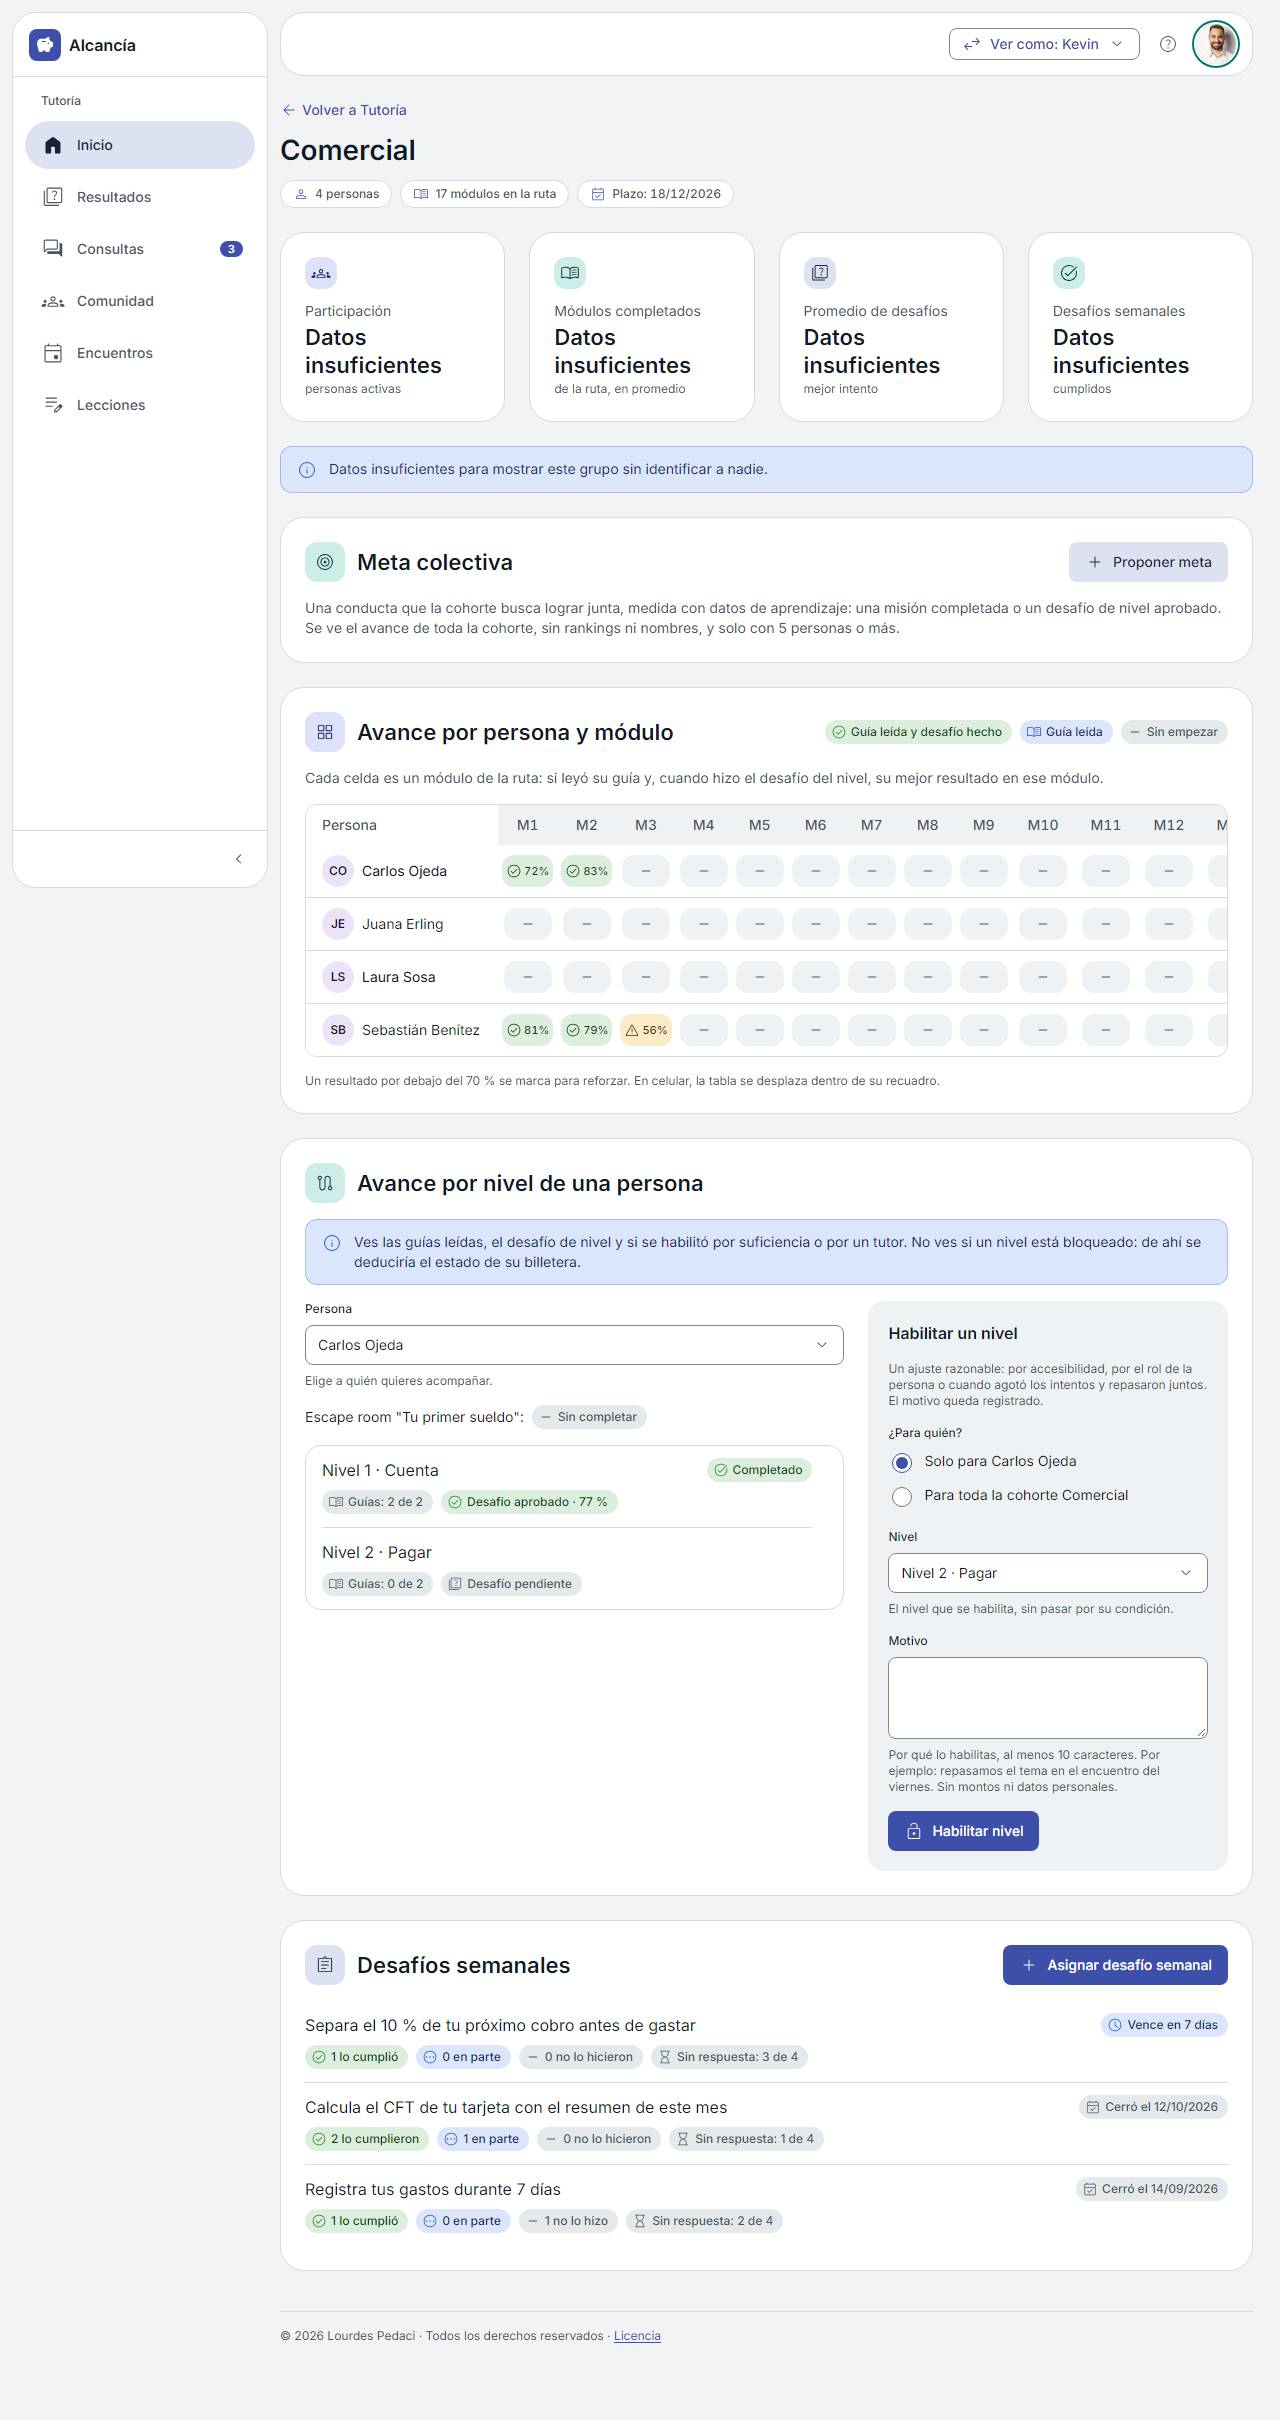 Alcancía
Ver como: Kevin
Tutoría
Inicio
Resultados
Consultas 3
Comunidad
Encuentros
Lecciones
Volver a Tutoría
Comercial
4 personas
17 módulos en la ruta
Plazo: 18/12/2026
Participación
Datos
insuficientes
personas activas
Módulos completados
Datos
insuficientes
de la ruta, en promedio
Promedio de desafíos
Datos
insuficientes
mejor intento
Desafíos semanales
Datos
insuficientes
cumplidos
Datos insuficientes para mostrar este grupo sin identificar a nadie.
Meta colectiva
Proponer meta
Una conducta que la cohorte busca lograr junta, medida con datos de aprendizaje: una misión completada o un desafío de nivel aprobado.
Se ve el avance de toda la cohorte, sin rankings ni nombres, y solo con 5 personas o más.
Avance por persona y módulo
Guía leída y desafío hecho
Guía leída
— Sin empezar
Cada celda es un módulo de la ruta: si leyó su guía y, cuando hizo el desafío del nivel, su mejor resultado en ese módulo.
Persona M1 M2 M3 M4 M5 M6 M7 M8 M9 M10 M11 M12 M
CO Carlos Ojeda 72% 83% — — — — — — — — — —
JE Juana Erling — — — — — — — — — — — —
LS Laura Sosa — — — — — — — — — — — —
SB Sebastián Benítez 81% 79% 56% — — — — — — — — —
Un resultado por debajo del 70 % se marca para reforzar. En celular, la tabla se desplaza dentro de su recuadro.
Avance por nivel de una persona
Ves las guías leídas, el desafío de nivel y si se habilitó por suficiencia o por un tutor. No ves si un nivel está bloqueado: de ahí se
deduciría el estado de su billetera.
Persona
Carlos Ojeda
Elige a quién quieres acompañar.
Escape room "Tu primer sueldo": — Sin completar
Nivel 1 · Cuenta
Completado
Guías: 2 de 2
Desafío aprobado · 77 %
Nivel 2 · Pagar
Guías: 0 de 2
Desafío pendiente
Habilitar un nivel
Un ajuste razonable: por accesibilidad, por el rol de la
persona o cuando agotó los intentos y repasaron juntos.
El motivo queda registrado.
¿Para quién?
Solo para Carlos Ojeda
Para toda la cohorte Comercial
Nivel
Nivel 2 · Pagar
El nivel que se habilita, sin pasar por su condición.
Motivo
Por qué lo habilitas, al menos 10 caracteres. Por
ejemplo: repasamos el tema en el encuentro del
viernes. Sin montos ni datos personales.
Habilitar nivel
Desafíos semanales
Asignar desafío semanal
Separa el 10 % de tu próximo cobro antes de gastar
Vence en 7 días
1 lo cumplió
0 en parte
— 0 no lo hicieron
Sin respuesta: 3 de 4
Calcula el CFT de tu tarjeta con el resumen de este mes
Cerró el 12/10/2026
2 lo cumplieron
1 en parte
— 0 no lo hicieron
Sin respuesta: 1 de 4
Registra tus gastos durante 7 días
Cerró el 14/09/2026
1 lo cumplió
0 en parte
— 1 no lo hizo
Sin respuesta: 2 de 4
© 2026 Lourdes Pedaci · Todos los derechos reservados · Licencia